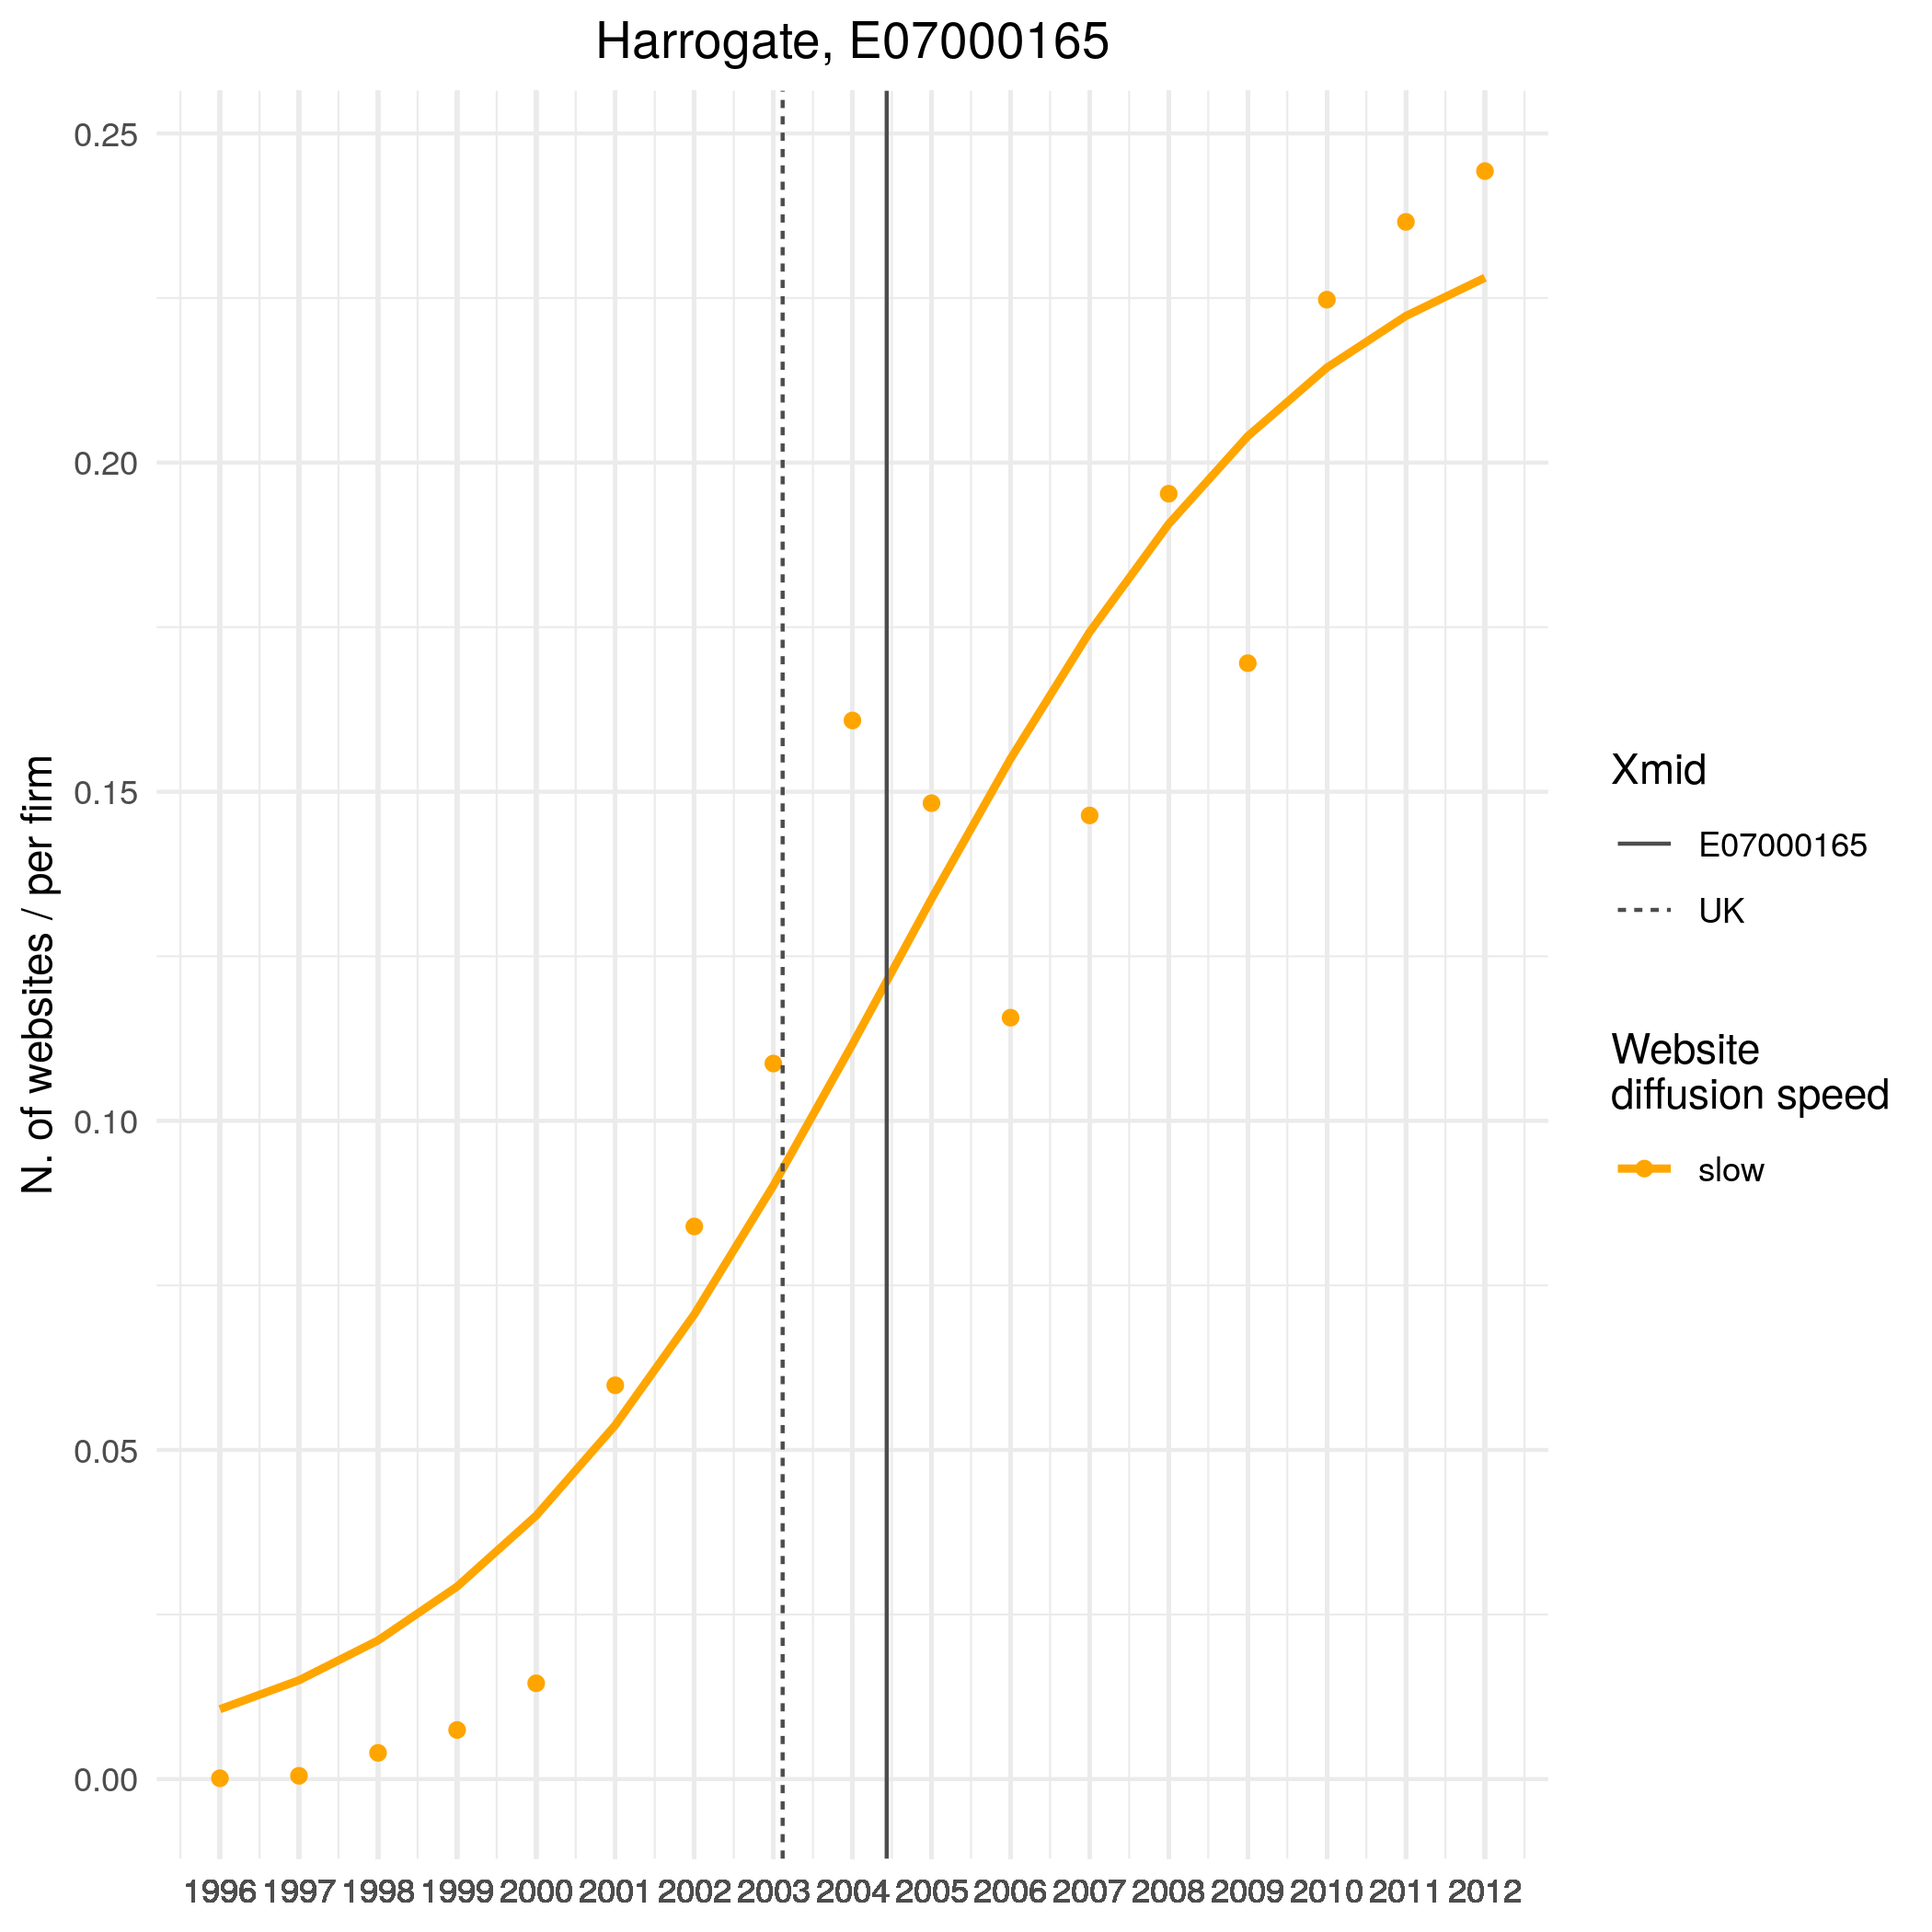 Harrogate, E07000165
N. of websites / per firm
0.25
0.20
0.15
0.10
0.05
0.00
1996 1997 1998 1999 2000 2001 2002 2003 2004 2005 2006 2007 2008 2009 2010 2011 2012
Xmid
E07000165
UK
Website
diffusion speed
slow